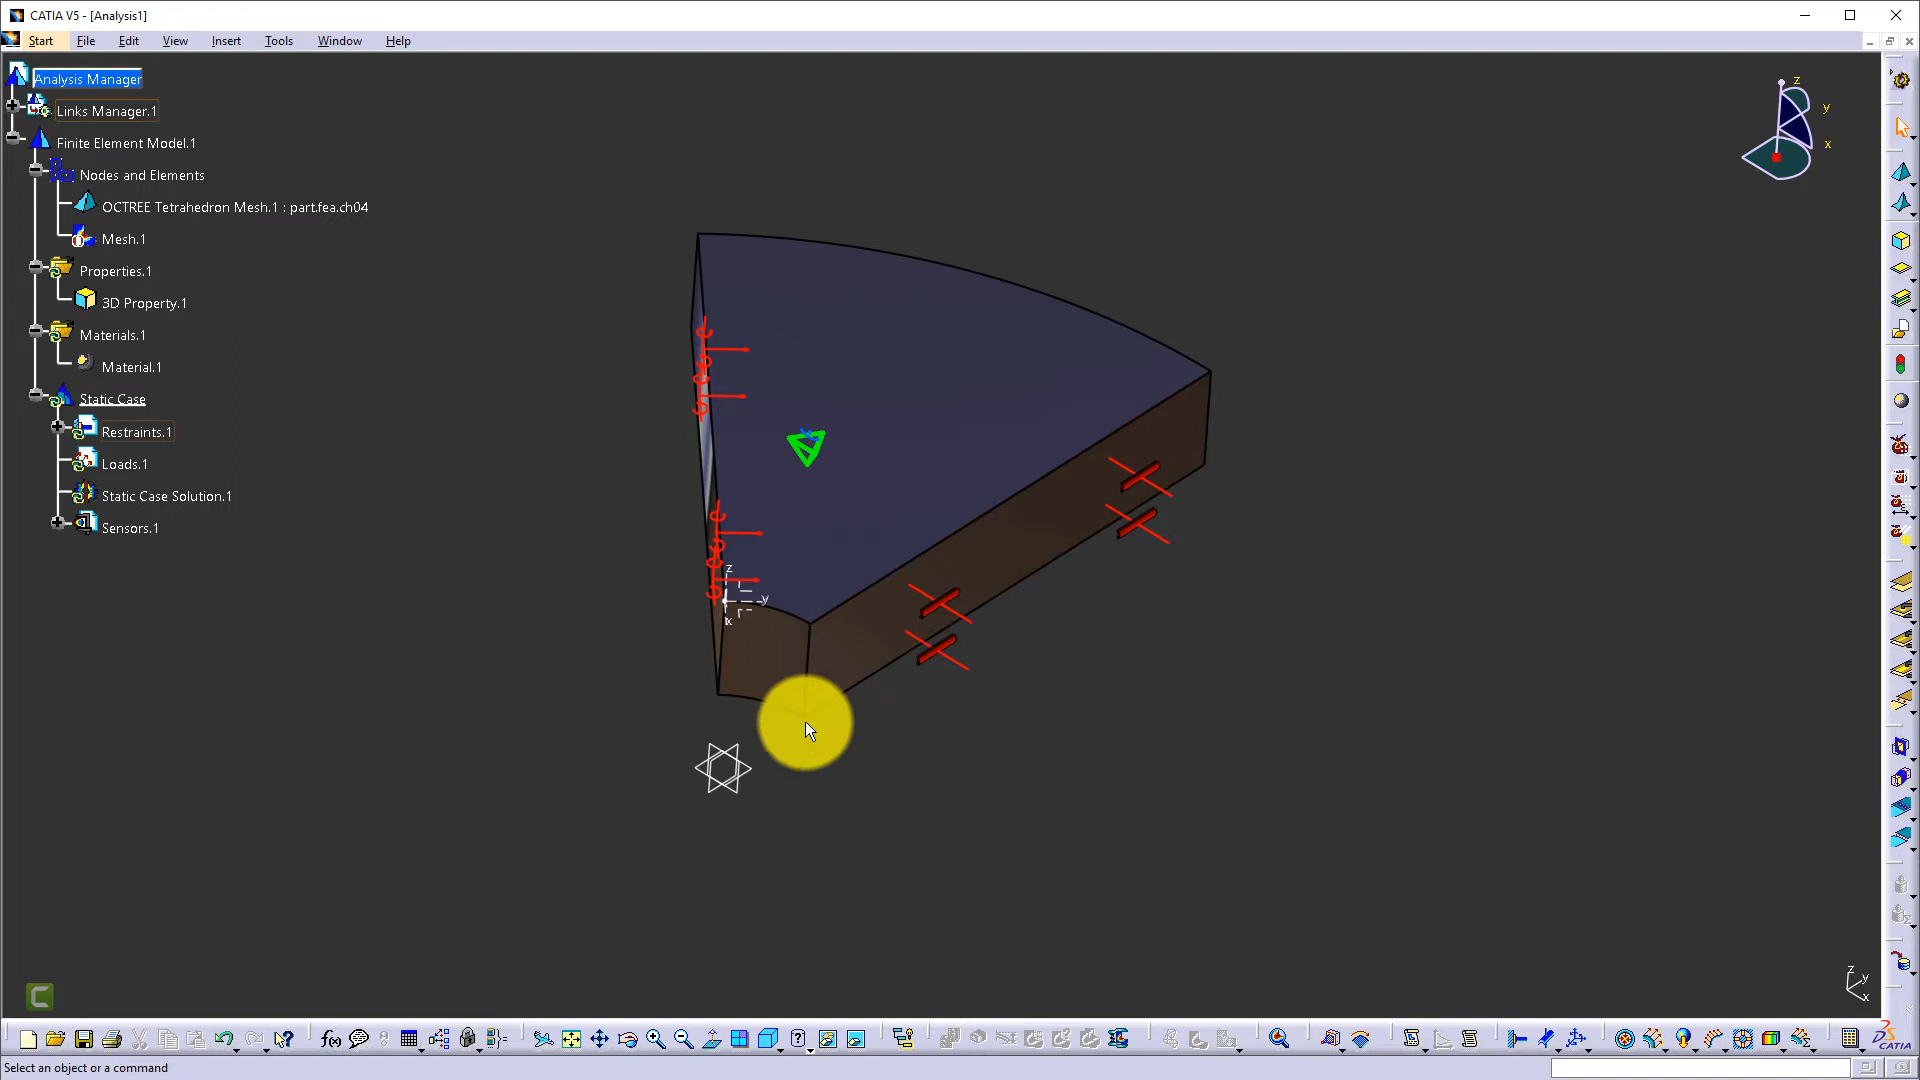 CATIA V5 - [Analysis1]
Start File Edit View Insert Tools Window Help
Analysis Manager
Links Manager.1
Finite Element Model.1
Nodes and Elements
OCTREE Tetrahedron Mesh.1 : part.fea.ch04
Mesh.1
Properties.1
3D Property.1
Materials.1
Material.1
Static Case
Restraints.1
Loads.1
Static Case Solution.1
Sensors.1
z
y
x
z
y
x
z
y
x
C
f(x)
CATIA
Select an object or a command